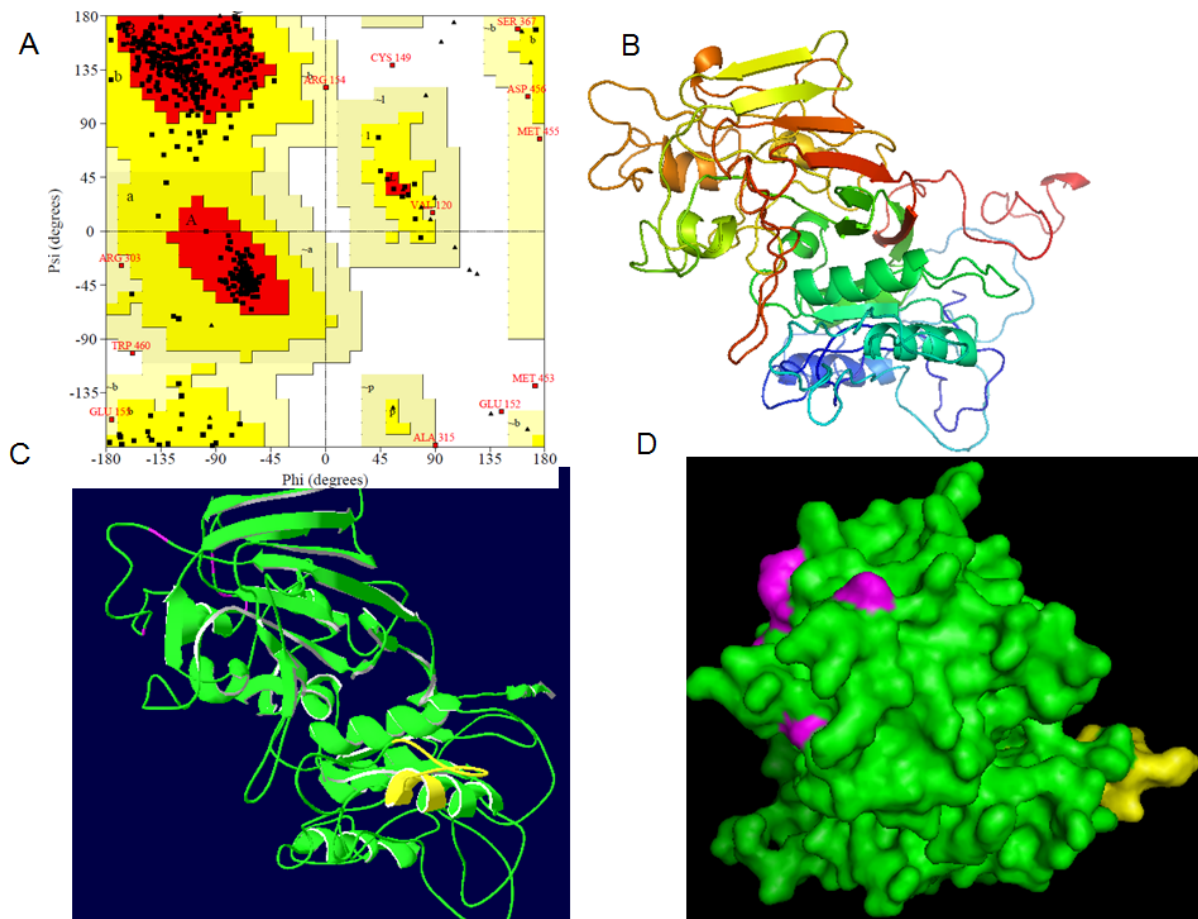 A
180
135
90
45
0
-45
-90
-135
-180
Psi (degrees)
-180 -135 -90 -45 0 45 90 135 180
Phi (degrees)
SER 367
~b
b
CYS 149
b
~b
ARG 154
ASP 456
~l
MET 455
l
a
A
VAL 120
~a
ARG 303
TRP 460
MET 453
~b
~p
GLU 152
b
p
~b
ALA 315
B
C
D